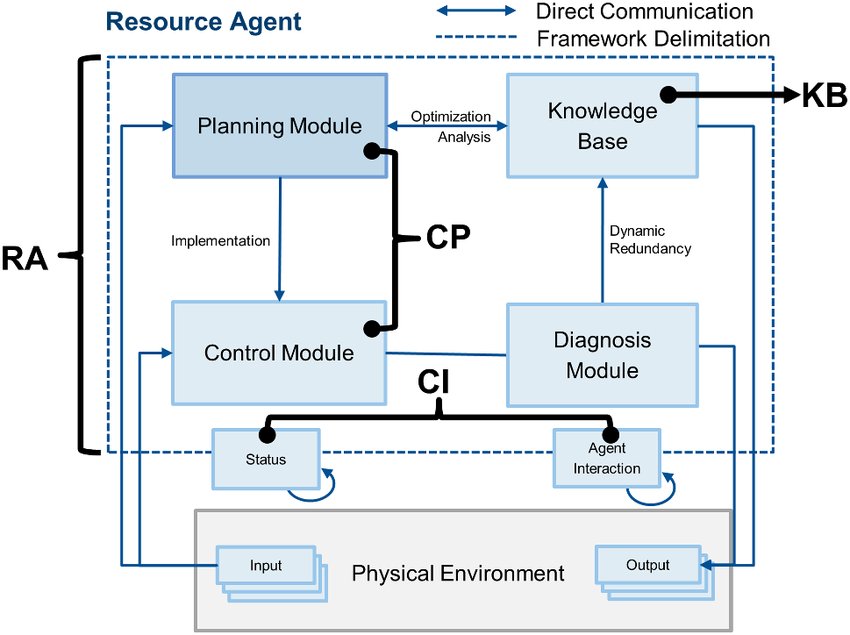 Resource Agent
Direct Communication
Framework Delimitation
Planning Module
Optimization
Analysis
Knowledge
Base
KB
RA
Implementation
CP
Dynamic
Redundancy
Control Module
Diagnosis
Module
CI
Status
Agent
Interaction
Input
Physical Environment
Output